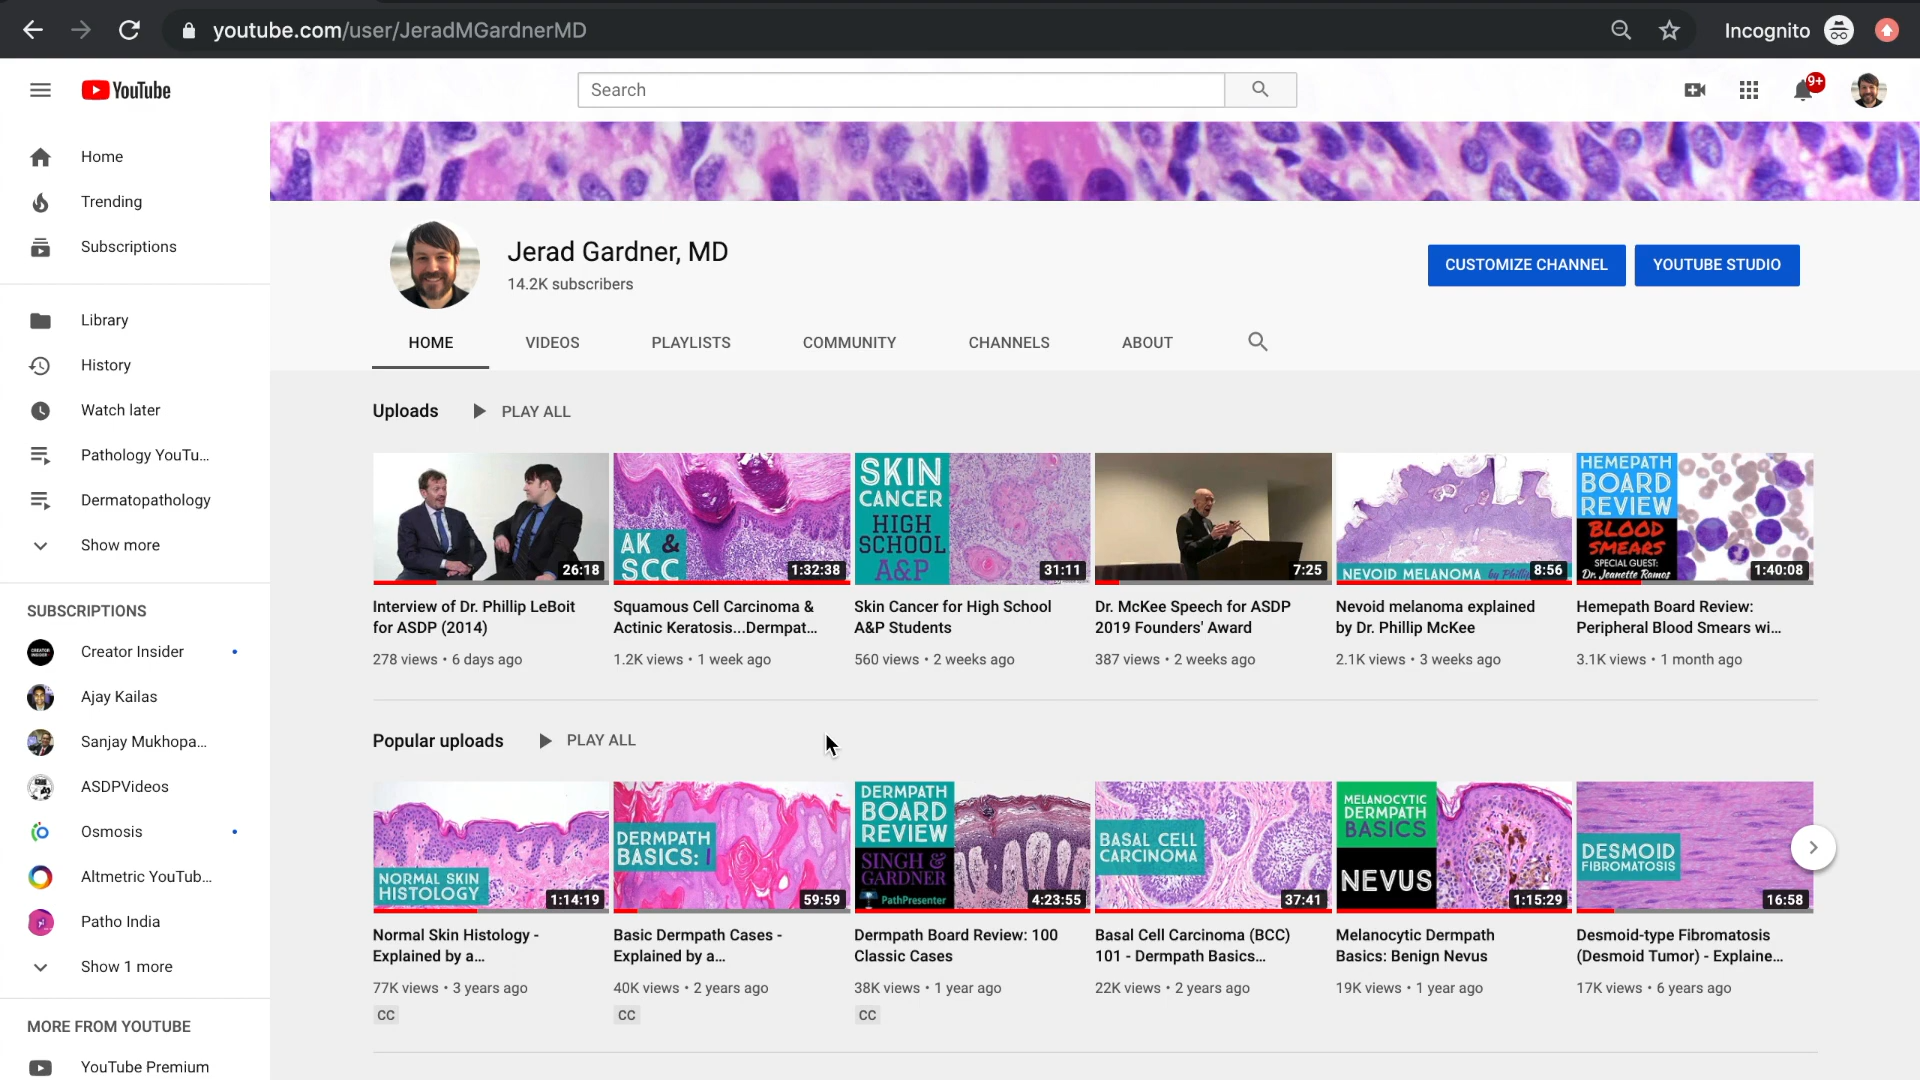 youtube.com/user/JeradMGardnerMD
Incognito
YouTube
Search
9+
Home
Trending
Subscriptions
Library
History
Watch later
Pathology YouTu...
Dermatopathology
Show more
SUBSCRIPTIONS
Creator Insider
Ajay Kailas
Sanjay Mukhopa...
ASDPVideos
Osmosis
Altmetric YouTub...
Patho India
Show 1 more
MORE FROM YOUTUBE
YouTube Premium
Jerad Gardner, MD
14.2K subscribers
CUSTOMIZE CHANNEL
YOUTUBE STUDIO
HOME
VIDEOS
PLAYLISTS
COMMUNITY
CHANNELS
ABOUT
Uploads
PLAY ALL
26:18
Interview of Dr. Phillip LeBoit
for ASDP (2014)
278 views • 6 days ago
AK &
SCC
1:32:38
Squamous Cell Carcinoma &
Actinic Keratosis...Dermpat...
1.2K views • 1 week ago
SKIN
CANCER
HIGH
SCHOOL
A&P
31:11
Skin Cancer for High School
A&P Students
560 views • 2 weeks ago
7:25
Dr. McKee Speech for ASDP
2019 Founders' Award
387 views • 2 weeks ago
NEVOID MELANOMA by Phillip
8:56
Nevoid melanoma explained
by Dr. Phillip McKee
2.1K views • 3 weeks ago
HEMEPATH
BOARD
REVIEW
BLOOD
SMEARS
SPECIAL GUEST:
Dr. Jeanette Ramos
1:40:08
Hemepath Board Review:
Peripheral Blood Smears wi...
3.1K views • 1 month ago
Popular uploads
PLAY ALL
NORMAL SKIN
HISTOLOGY
1:14:19
Normal Skin Histology -
Explained by a...
77K views • 3 years ago
CC
DERMPATH
BASICS: I
59:59
Basic Dermpath Cases -
Explained by a...
40K views • 2 years ago
CC
DERMPATH
BOARD
REVIEW
SINGH &
GARDNER
PathPresenter
4:23:55
Dermpath Board Review: 100
Classic Cases
38K views • 1 year ago
CC
BASAL CELL
CARCINOMA
37:41
Basal Cell Carcinoma (BCC)
101 - Dermpath Basics...
22K views • 2 years ago
MELANOCYTIC
DERMPATH
BASICS
NEVUS
1:15:29
Melanocytic Dermpath
Basics: Benign Nevus
19K views • 1 year ago
DESMOID
FIBROMATOSIS
16:58
Desmoid-type Fibromatosis
(Desmoid Tumor) - Explaine...
17K views • 6 years ago